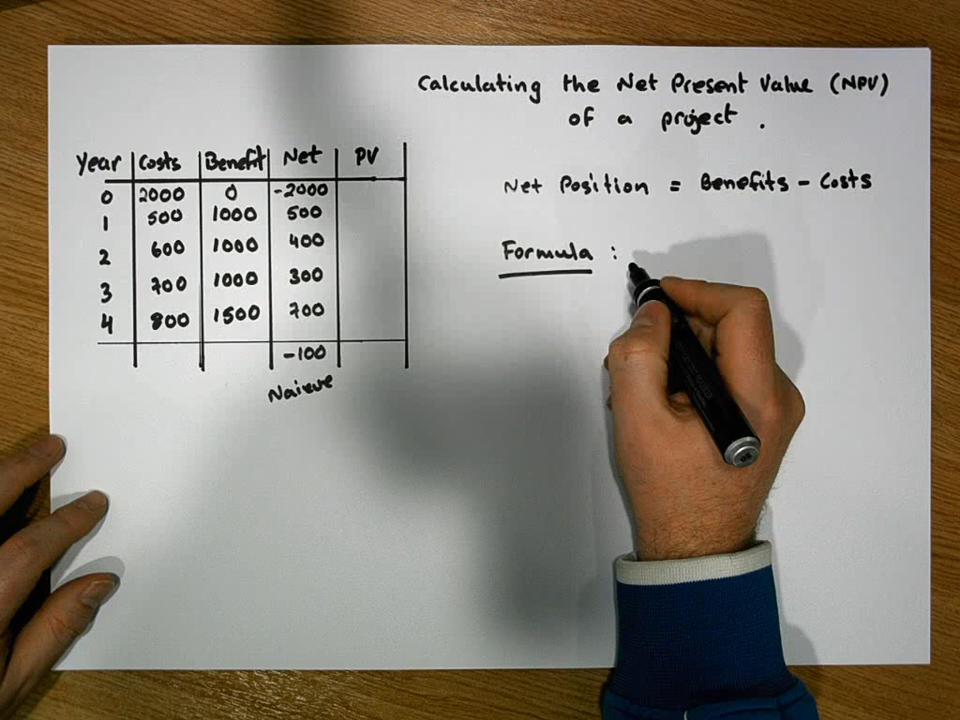 Calculating the Net Present Value (NPV)
of a project .
Year Costs Benefit Net PV
0 2000 0 -2000
1 500 1000 500
2 600 1000 400
3 700 1000 300
4 800 1500 700
-100
Naieve
Net Position = Benefits - Costs
Formula :